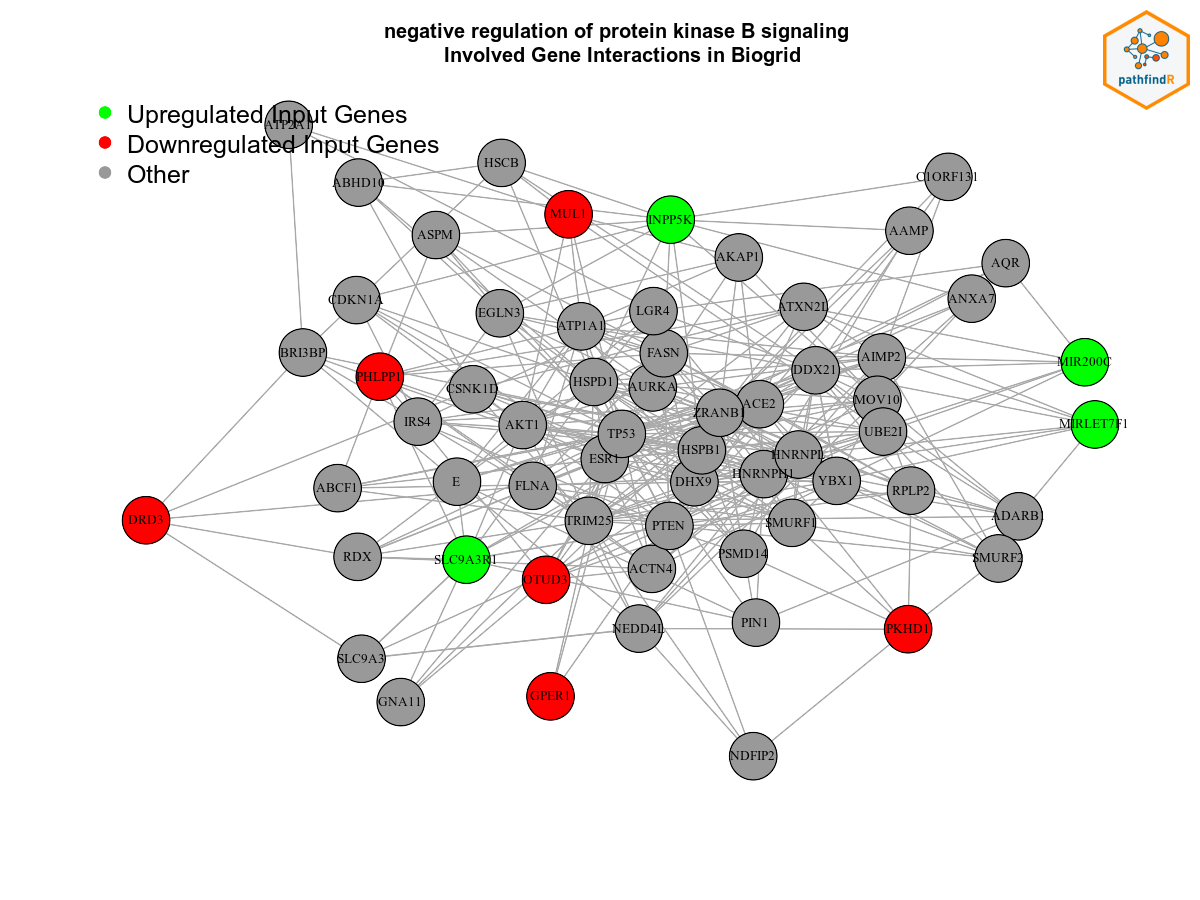 negative regulation of protein kinase B signaling
Involved Gene Interactions in Biogrid
pathfindR
Upregulated Input Genes
Downregulated Input Genes
Other
ATP2A1
HSCB
ABHD10
C1ORF131
MUL1
INPP5K
AAMP
ASPM
AKAP1
AQR
CDKN1A
ANXA7
ATXN2L
LGR4
EGLN3
ATP1A1
BRI3BP
FASN
AIMP2
MIR200C
DDX21
PHLPP1
HSPD1
AURKA
CSNK1D
MOV10
ACE2
ZRANB1
IRS4
AKT1
MIRLET7F1
UBE2I
TP53
HSPB1
HNRNPL
ESR1
HNRNPH1
E
DHX9
YBX1
FLNA
ABCF1
RPLP2
ADARB1
DRD3
TRIM25
PTEN
SMURF1
PSMD14
RDX
SLC9A3R1
SMURF2
ACTN4
OTUD3
PIN1
NEDD4L
PKHD1
SLC9A3
GPER1
GNA11
NDFIP2